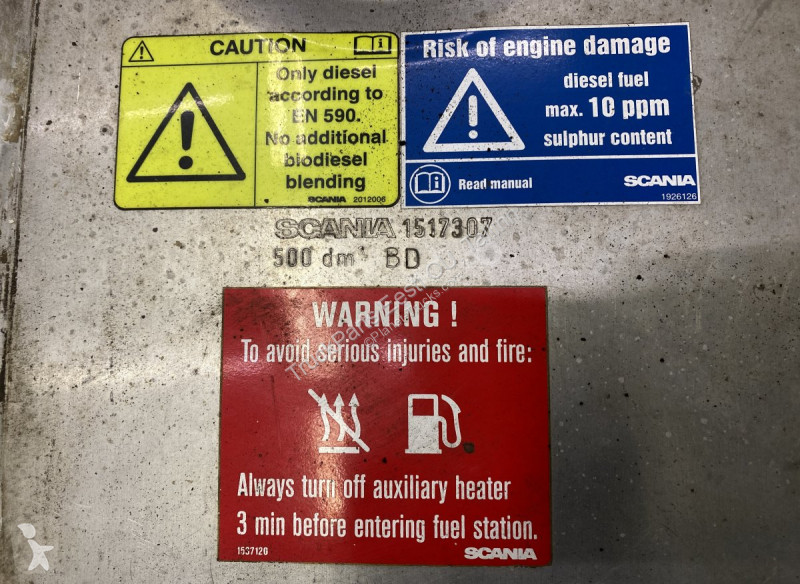 CAUTION
Only diesel
according to
EN 590.
No additional
biodiesel
blending
SCANIA 2012006
Risk of engine damage
diesel fuel
max. 10 ppm
sulphur content
Read manual
SCANIA
1926126
SCANIA 1517307
500 dm³ BD
WARNING !
To avoid serious injuries and fire:
Always turn off auxiliary heater
3 min before entering fuel station.
1537120
SCANIA